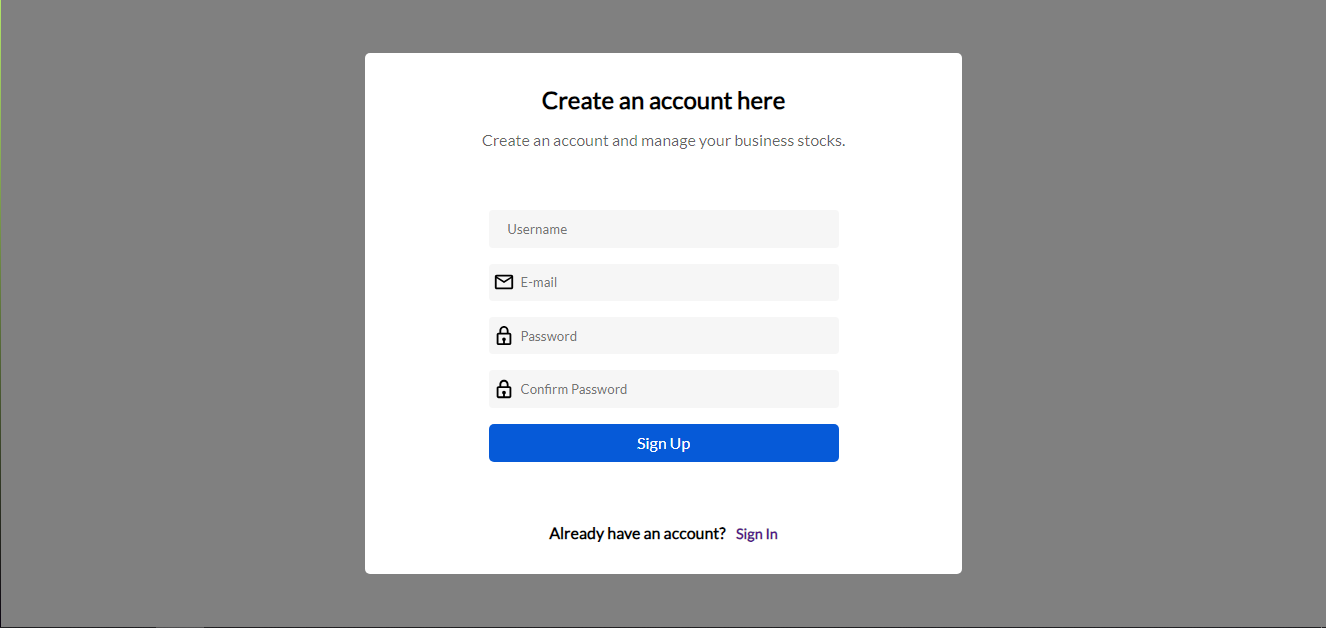 Create an account here
Create an account and manage your business stocks.
Username
E-mail
Password
Confirm Password
Sign Up
Already have an account? Sign In